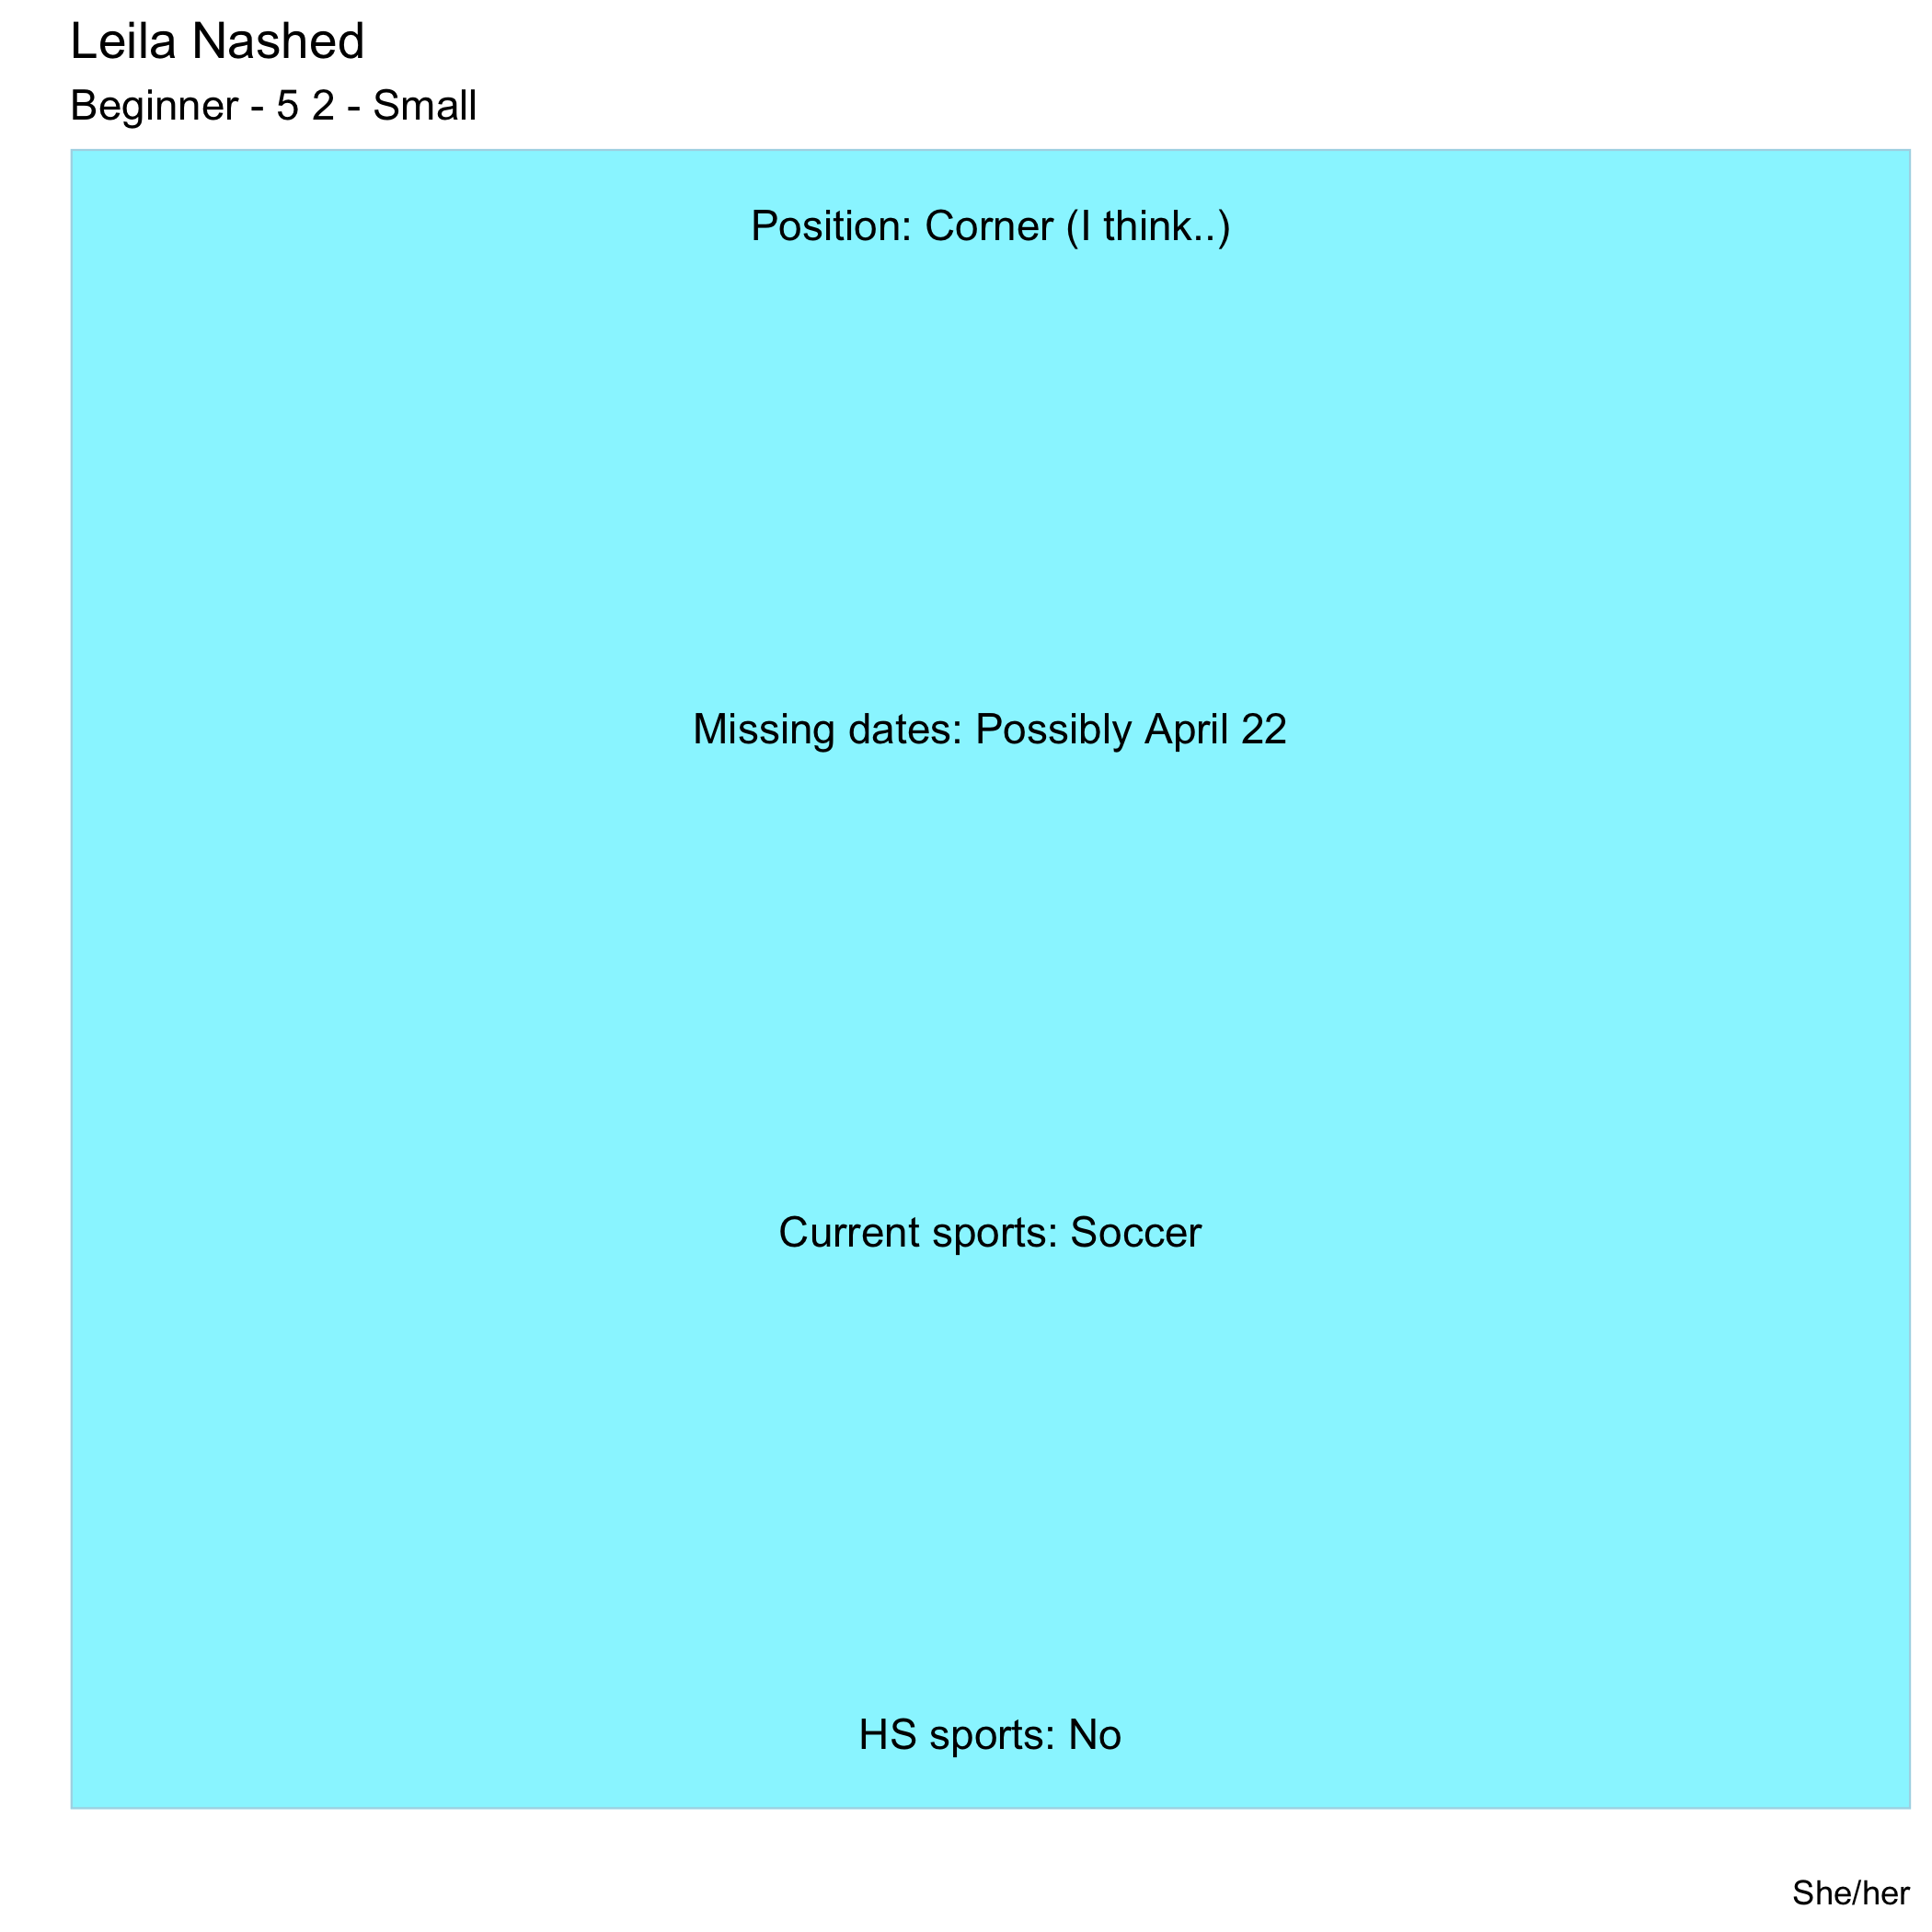 Leila Nashed
Beginner - 5 2 - Small
Position: Corner (I think..)
Missing dates: Possibly April 22
Current sports: Soccer
HS sports: No
She/her